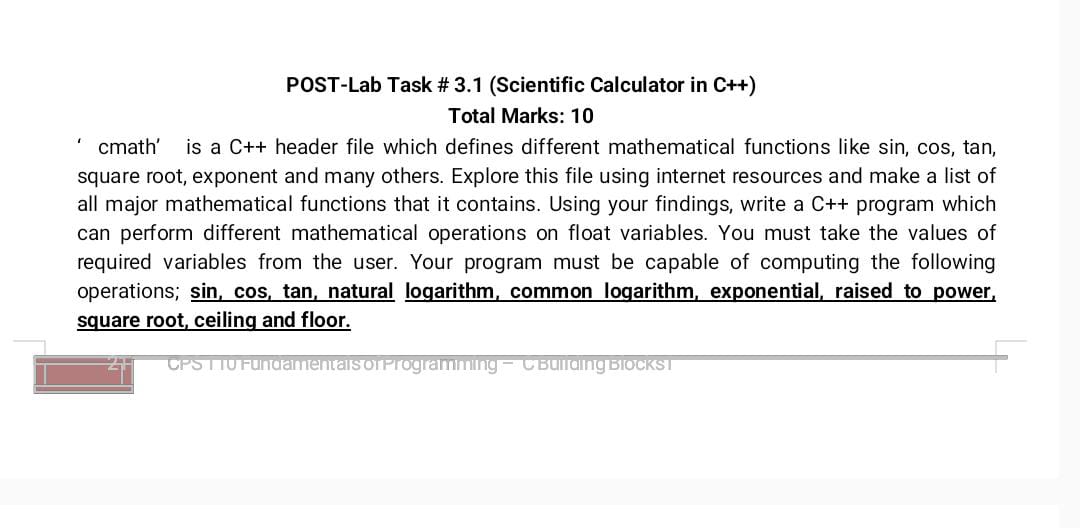 POST-Lab Task # 3.1 (Scientific Calculator in C++)
Total Marks: 10
‘ cmath’ is a C++ header file which defines different mathematical functions like sin, cos, tan,
square root, exponent and many others. Explore this file using internet resources and make a list of
all major mathematical functions that it contains. Using your findings, write a C++ program which
can perform different mathematical operations on float variables. You must take the values of
required variables from the user. Your program must be capable of computing the following
operations; sin, cos, tan, natural logarithm, common logarithm, exponential, raised to power,
square root, ceiling and floor.
21 CPS 110 Fundamentals of Programming – C Building Blocks1